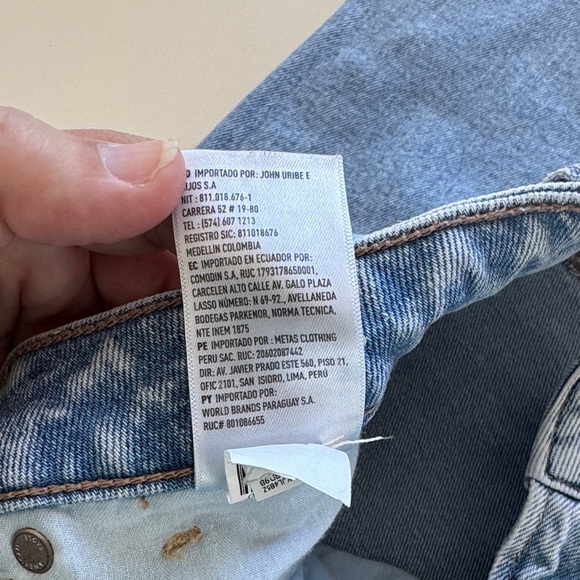 IMPORTADO POR: JOHN URIBE E
IJOS S.A
NIT : 811.018.676-1
CARRERA 52 # 19-80
TEL : (574) 607 1213
REGISTRO SIC: 811018676
MEDELLIN COLOMBIA
EC IMPORTADO EN ECUADOR POR:
COMODIN S.A, RUC 1793178650001,
CARCELEN ALTO CALLE AV. GALO PLAZA
LASSO NÚMERO: N 69-92., AVELLANEDA
BODEGAS PARKENOR, NORMA TECNICA,
NTE INEM 1875
PE IMPORTADO POR : METAS CLOTHING
PERU SAC. RUC: 20602087442
DIR: AV. JAVIER PRADO ESTE 560, PISO 21,
OFIC 2101, SAN ISIDRO, LIMA, PERÚ
PY IMPORTADO POR:
WORLD BRANDS PARAGUAY S.A.
RUC# 801086655